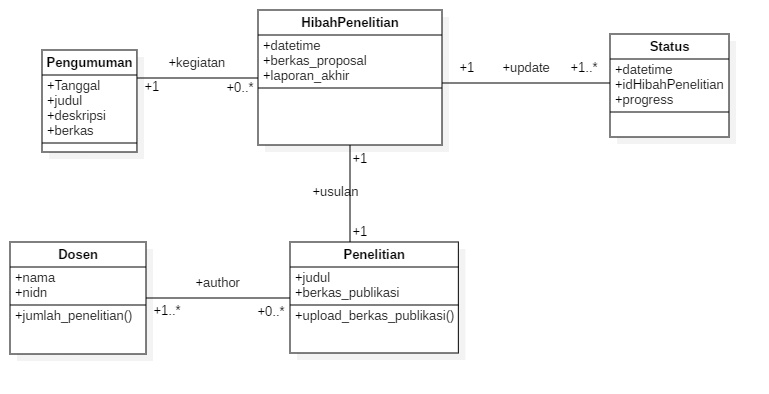 HibahPenelitian
+datetime
+berkas_proposal
+laporan_akhir
Pengumuman
+Tanggal
+judul
+deskripsi
+berkas
+kegiatan
+1
+0..*
Status
+datetime
+idHibahPenelitian
+progress
+1
+update
+1..*
+1
+usulan
+1
Dosen
+nama
+nidn
+jumlah_penelitian()
+author
+1..*
+0..*
Penelitian
+judul
+berkas_publikasi
+upload_berkas_publikasi()